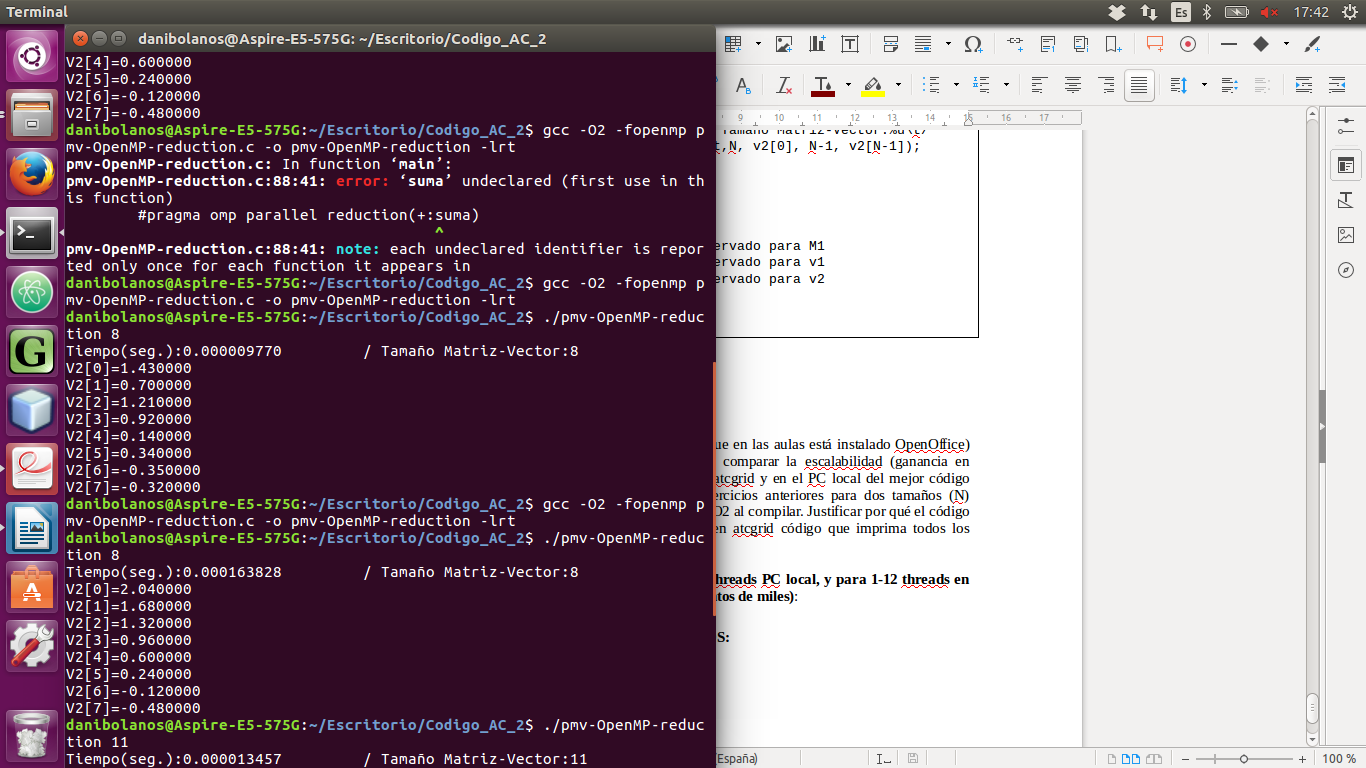 Terminal
Es
17:42
danibolanos@Aspire-E5-575G: ~/Escritorio/Codigo_AC_2
V2[4]=0.600000
V2[5]=0.240000
V2[6]=-0.120000
V2[7]=-0.480000
danibolanos@Aspire-E5-575G:~/Escritorio/Codigo_AC_2$ gcc -O2 -fopenmp p
mv-OpenMP-reduction.c -o pmv-OpenMP-reduction -lrt
pmv-OpenMP-reduction.c: In function ‘main’:
pmv-OpenMP-reduction.c:88:41: error: ‘suma’ undeclared (first use in th
is function)
#pragma omp parallel reduction(+:suma)
^
pmv-OpenMP-reduction.c:88:41: note: each undeclared identifier is repor
ted only once for each function it appears in
danibolanos@Aspire-E5-575G:~/Escritorio/Codigo_AC_2$ gcc -O2 -fopenmp p
mv-OpenMP-reduction.c -o pmv-OpenMP-reduction -lrt
danibolanos@Aspire-E5-575G:~/Escritorio/Codigo_AC_2$ ./pmv-OpenMP-reduc
tion 8
Tiempo(seg.):0.000009770 / Tamaño Matriz-Vector:8
V2[0]=1.430000
V2[1]=0.700000
V2[2]=1.210000
V2[3]=0.920000
V2[4]=0.140000
V2[5]=0.340000
V2[6]=-0.350000
V2[7]=-0.320000
danibolanos@Aspire-E5-575G:~/Escritorio/Codigo_AC_2$ gcc -O2 -fopenmp p
mv-OpenMP-reduction.c -o pmv-OpenMP-reduction -lrt
danibolanos@Aspire-E5-575G:~/Escritorio/Codigo_AC_2$ ./pmv-OpenMP-reduc
tion 8
Tiempo(seg.):0.000163828 / Tamaño Matriz-Vector:8
V2[0]=2.040000
V2[1]=1.680000
V2[2]=1.320000
V2[3]=0.960000
V2[4]=0.600000
V2[5]=0.240000
V2[6]=-0.120000
V2[7]=-0.480000
danibolanos@Aspire-E5-575G:~/Escritorio/Codigo_AC_2$ ./pmv-OpenMP-reduc
tion 11
Tiempo(seg.):0.000013457 / Tamaño Matriz-Vector:11
9 10 11 12 13 14 15 16 17
Matriz-Vector:%u\t/
t,N, v2[0], N-1, v2[N-1]);
ervado para M1
ervado para v1
ervado para v2
ue en las aulas está instalado OpenOffice)
comparar la escalabilidad (ganancia en
atcgrid y en el PC local del mejor código
ercicios anteriores para dos tamaños (N)
O2 al compilar. Justificar por qué el código
en atcgrid código que imprima todos los
hreads PC local, y para 1-12 threads en
ntos de miles):
S:
(España)
100 %